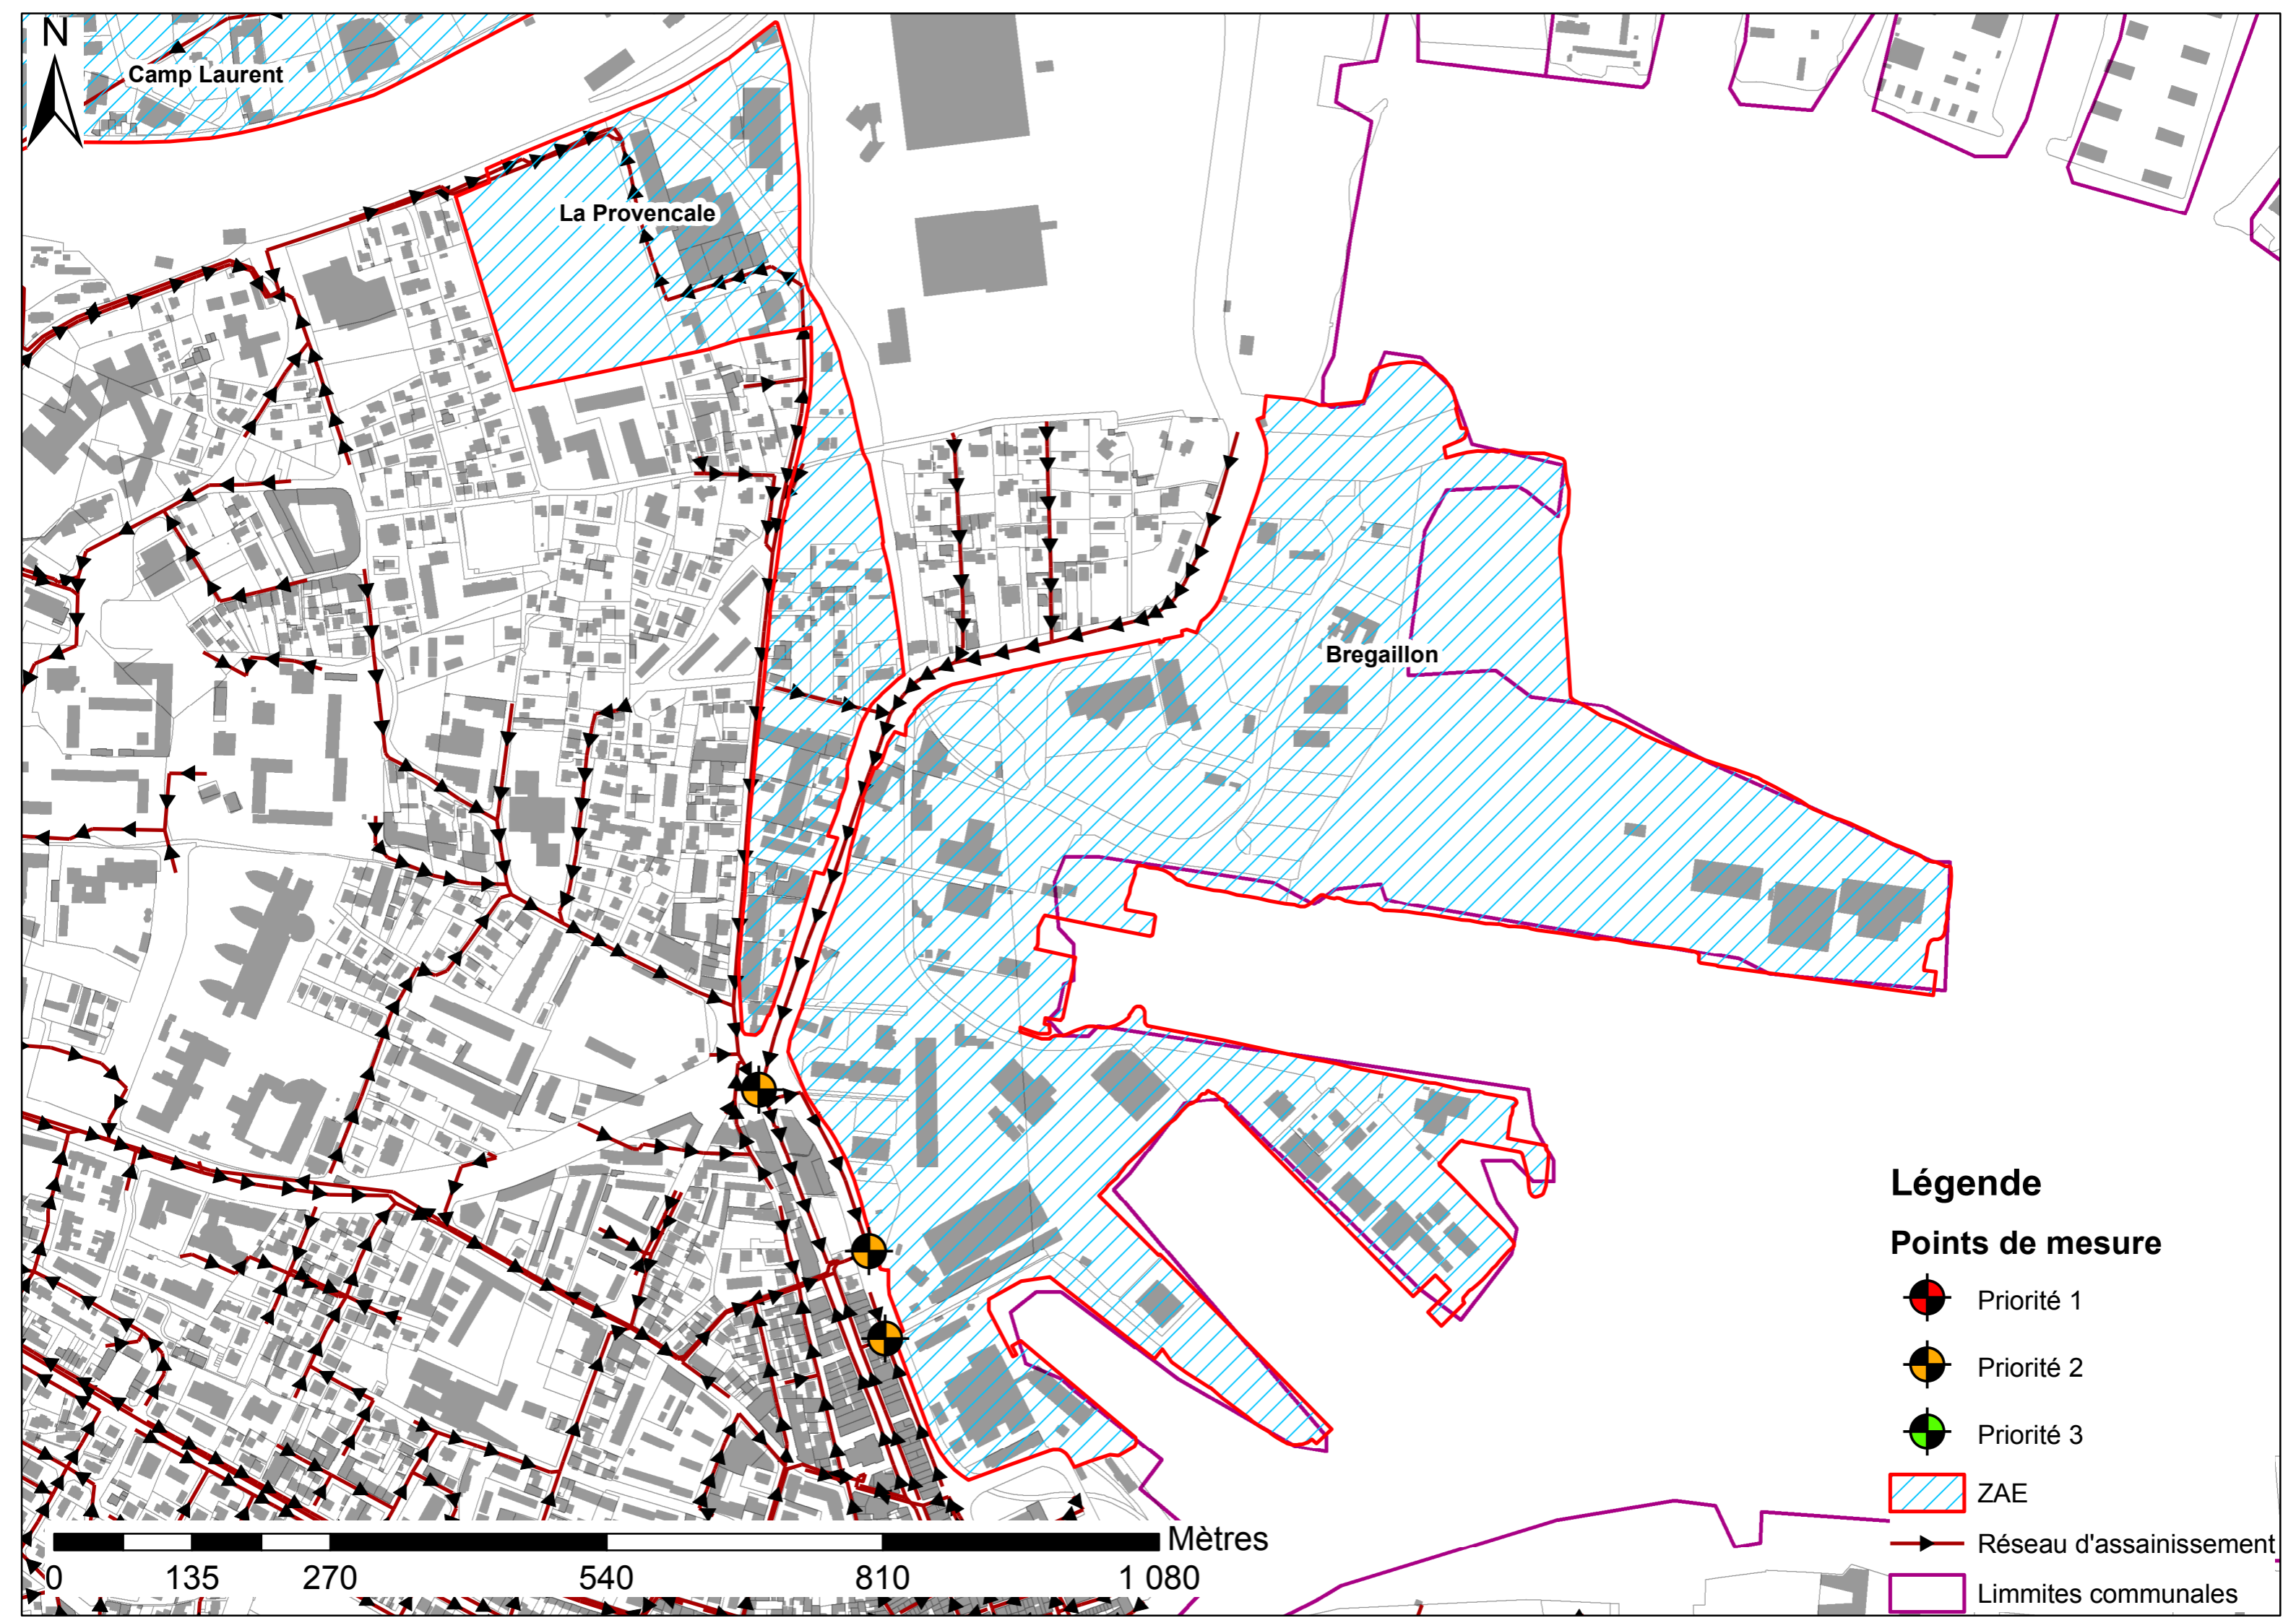 N
Camp Laurent
La Provencale
Bregaillon
Légende
Points de mesure
Priorité 1
Priorité 2
Priorité 3
ZAE
Réseau d'assainissement
Limmites communales
Mètres
0 135 270 540 810 1 080